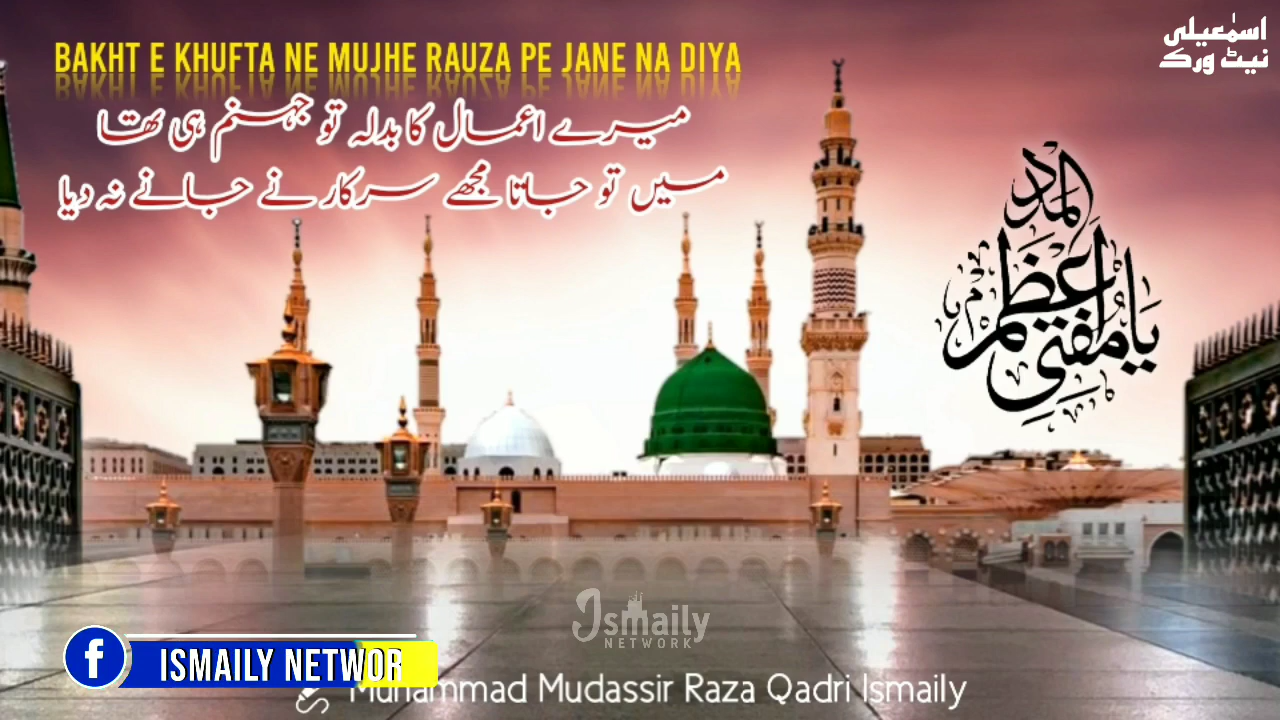 BAKHT E KHUFTA NE MUJHE RAUZA PE JANE NA DIYA
اسمٰعیلی
نیٹ ورک
میرے اعمال کا بدلہ تو جہنم ہی تھا
میں تو جاتا مجھے سرکار نے جانے نہ دیا
المدد
یا مفتی اعظم
Ismaily
NETWORK
f ISMAILY NETWOR
Muhammad Mudassir Raza Qadri Ismaily